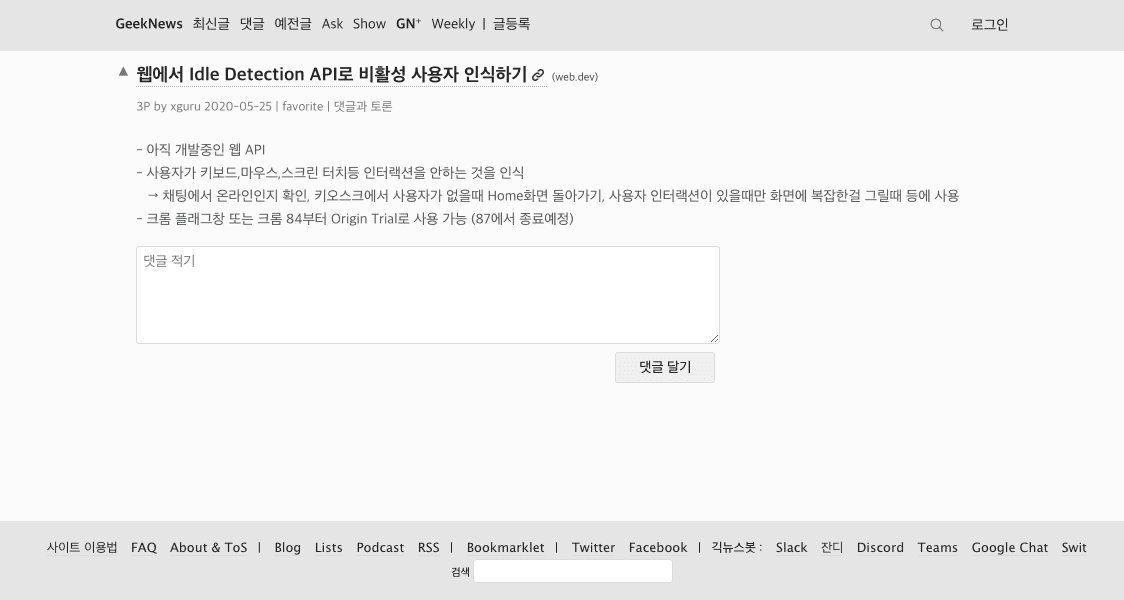 GeekNews 최신글 댓글 예전글 Ask Show GN⁺ Weekly | 글등록 로그인
▲ 웹에서 Idle Detection API로 비활성 사용자 인식하기 (web.dev)
3P by xguru 2020-05-25 | favorite | 댓글과 토론
- 아직 개발중인 웹 API
- 사용자가 키보드,마우스,스크린 터치등 인터랙션을 안하는 것을 인식
→ 채팅에서 온라인인지 확인, 키오스크에서 사용자가 없을때 Home화면 돌아가기, 사용자 인터랙션이 있을때만 화면에 복잡한걸 그릴때 등에 사용
- 크롬 플래그창 또는 크롬 84부터 Origin Trial로 사용 가능 (87에서 종료예정)
댓글 적기
댓글 달기
사이트 이용법 FAQ About & ToS | Blog Lists Podcast RSS | Bookmarklet | Twitter Facebook | 긱뉴스봇 : Slack 잔디 Discord Teams Google Chat Swit
검색